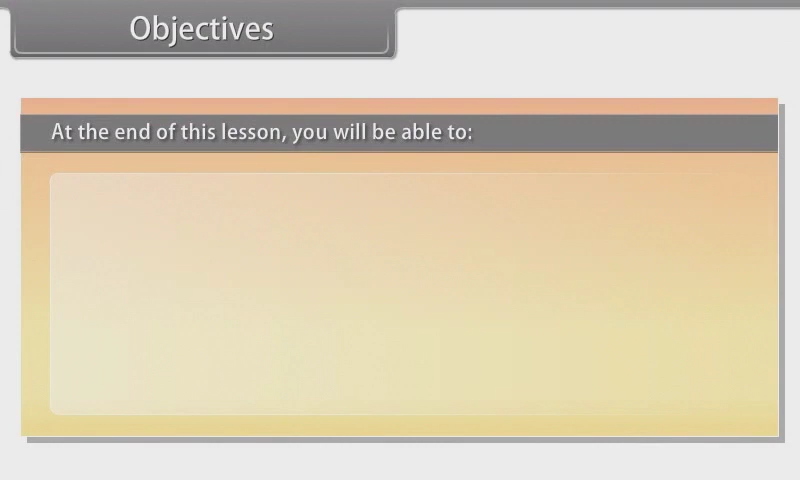 Objectives
At the end of this lesson, you will be able to: